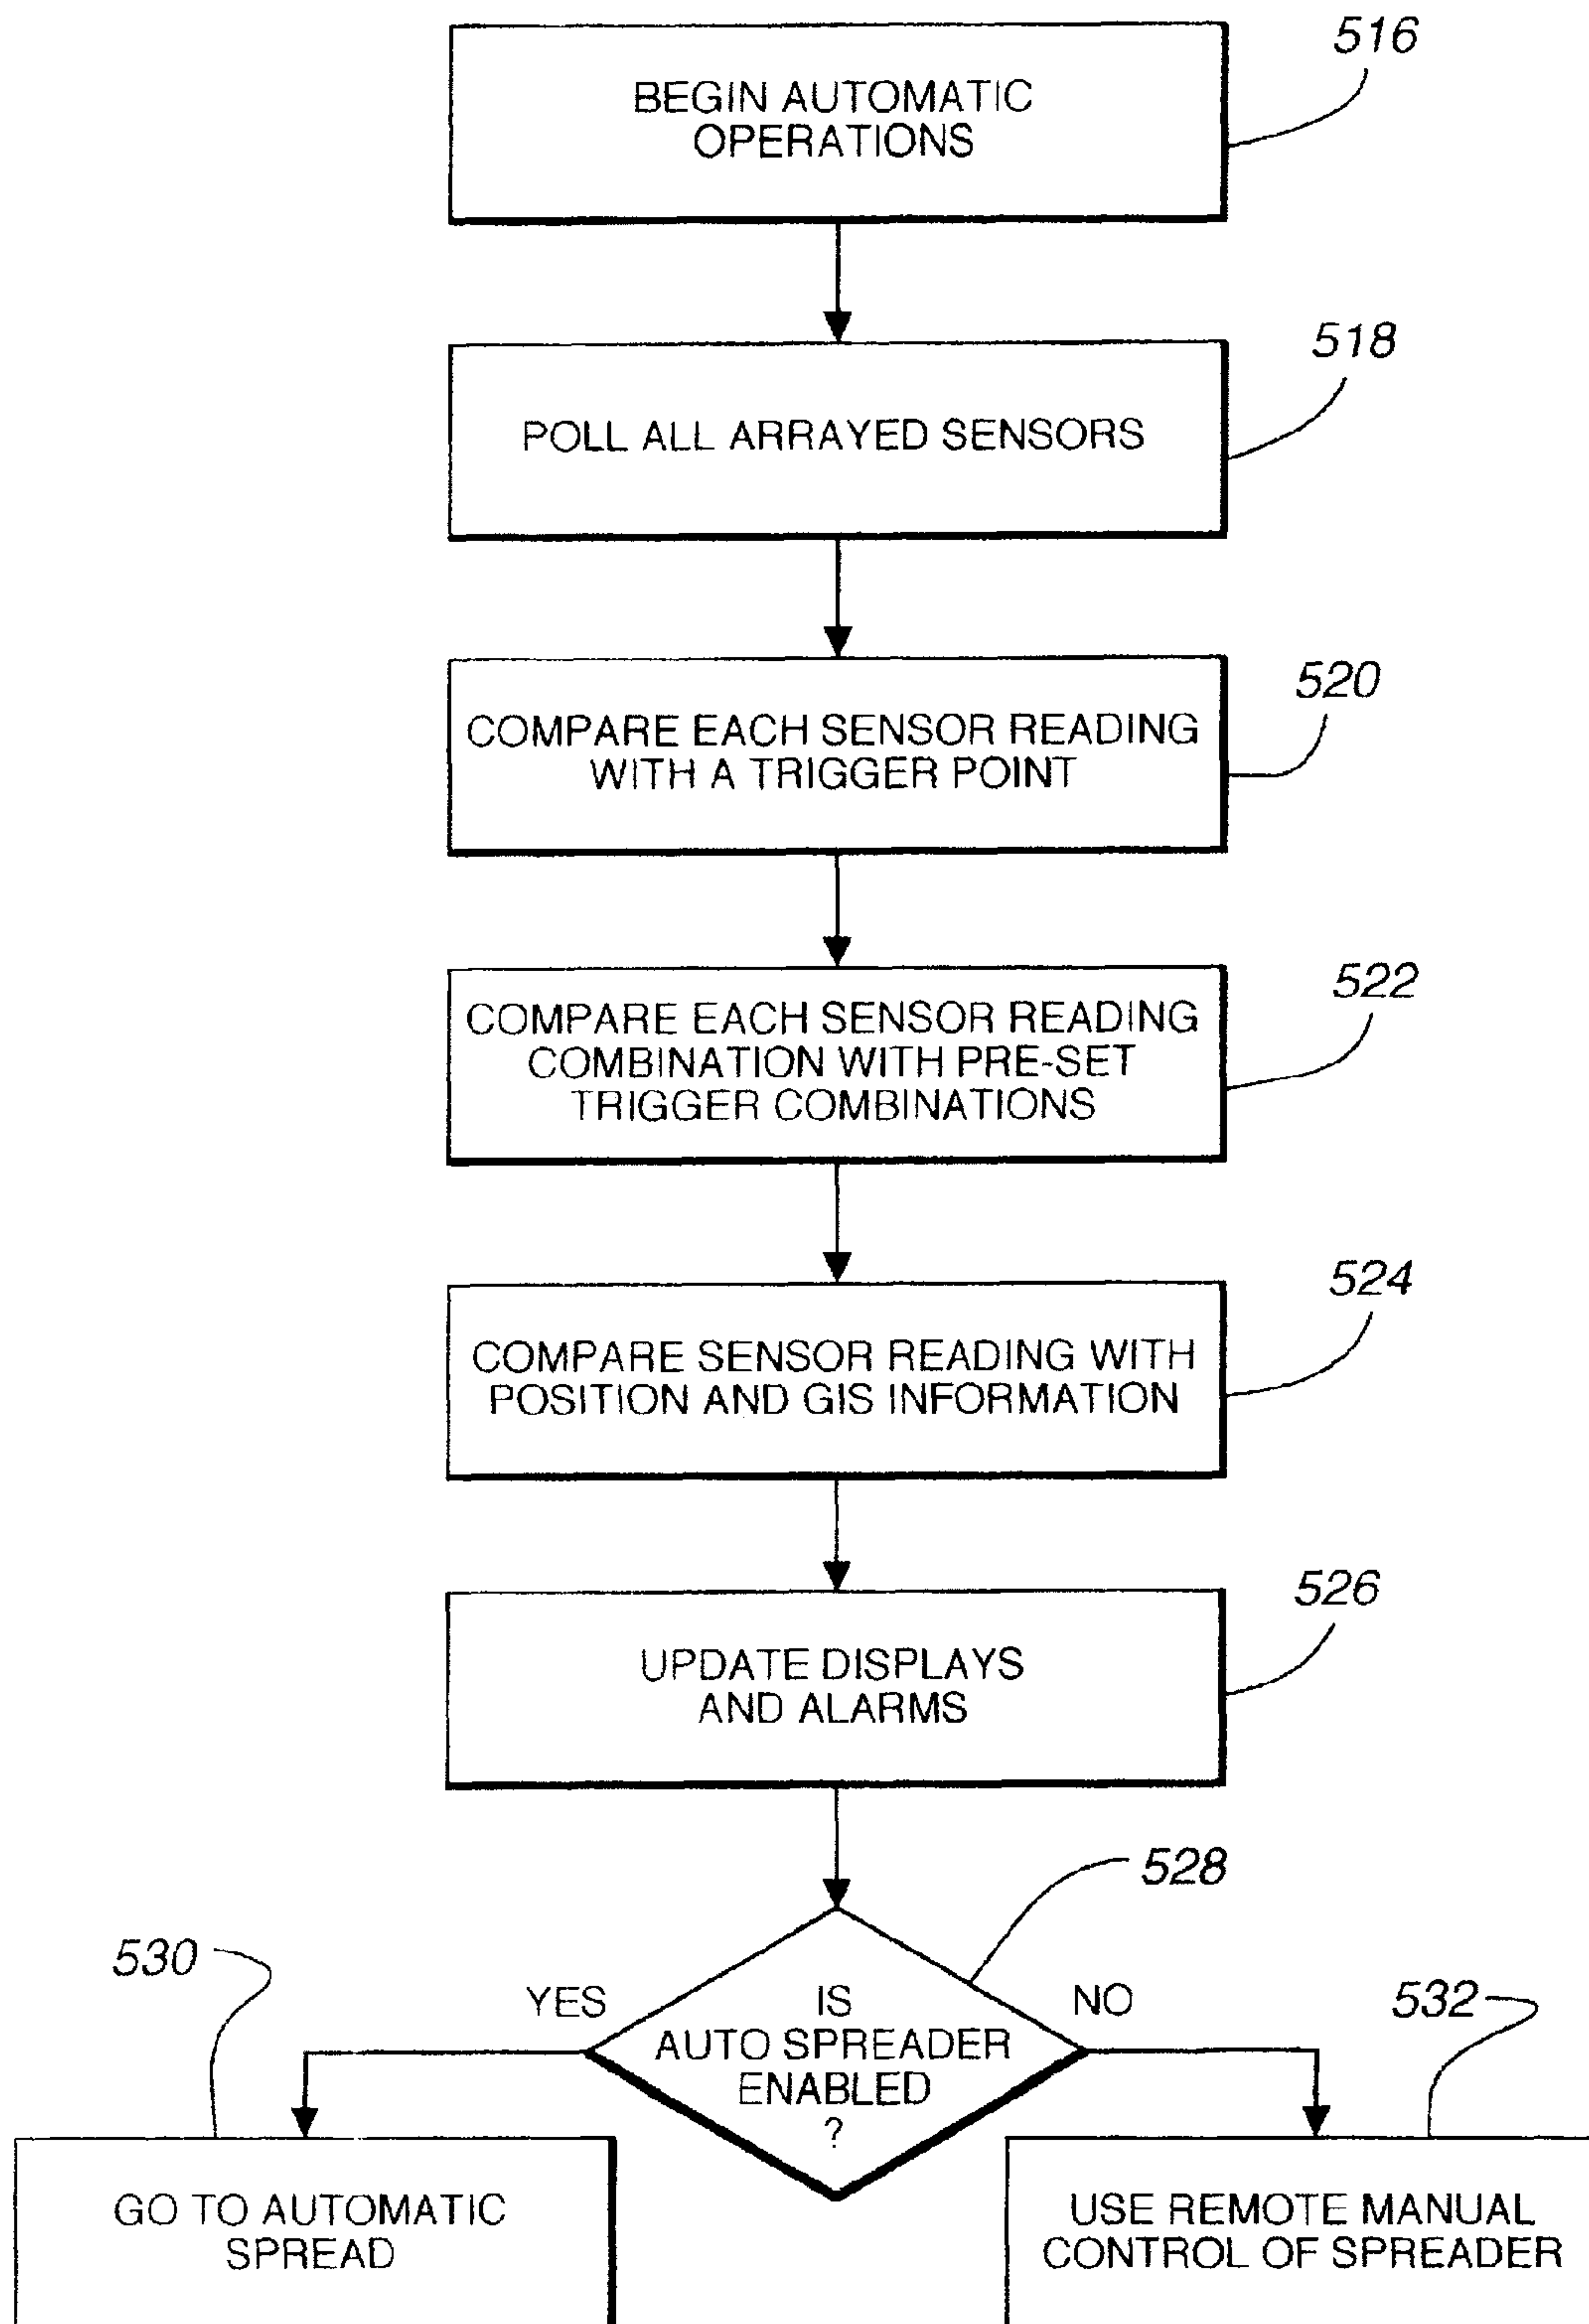 516
BEGIN AUTOMATIC
OPERATIONS
518
POLL ALL ARRAYED SENSORS
520
COMPARE EACH SENSOR READING
WITH A TRIGGER POINT
522
COMPARE EACH SENSOR READING
COMBINATION WITH PRE-SET
TRIGGER COMBINATIONS
524
COMPARE SENSOR READING WITH
POSITION AND GIS INFORMATION
526
UPDATE DISPLAYS
AND ALARMS
528
530
YES
IS
AUTO SPREADER
ENABLED
?
NO
532
GO TO AUTOMATIC
SPREAD
USE REMOTE MANUAL
CONTROL OF SPREADER